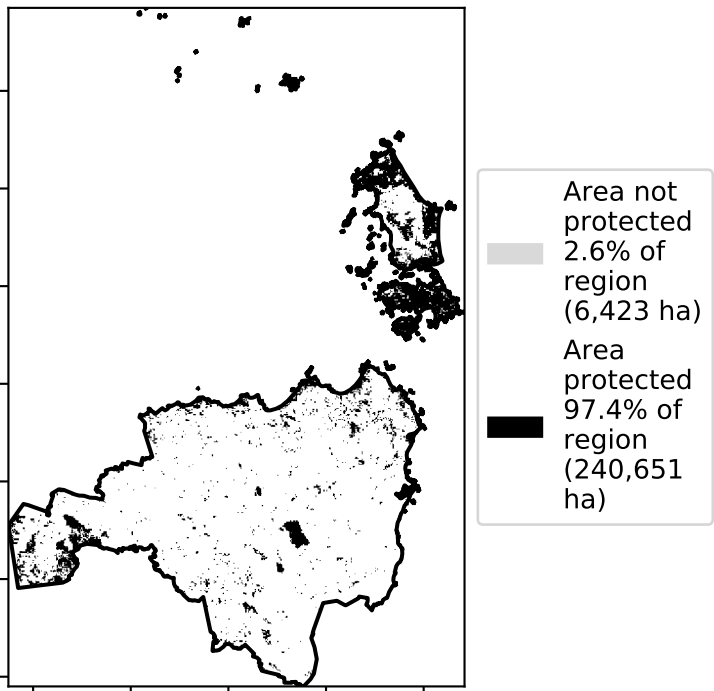 Area not
protected
2.6% of
region
(6,423 ha)
Area
protected
97.4% of
region
(240,651
ha)